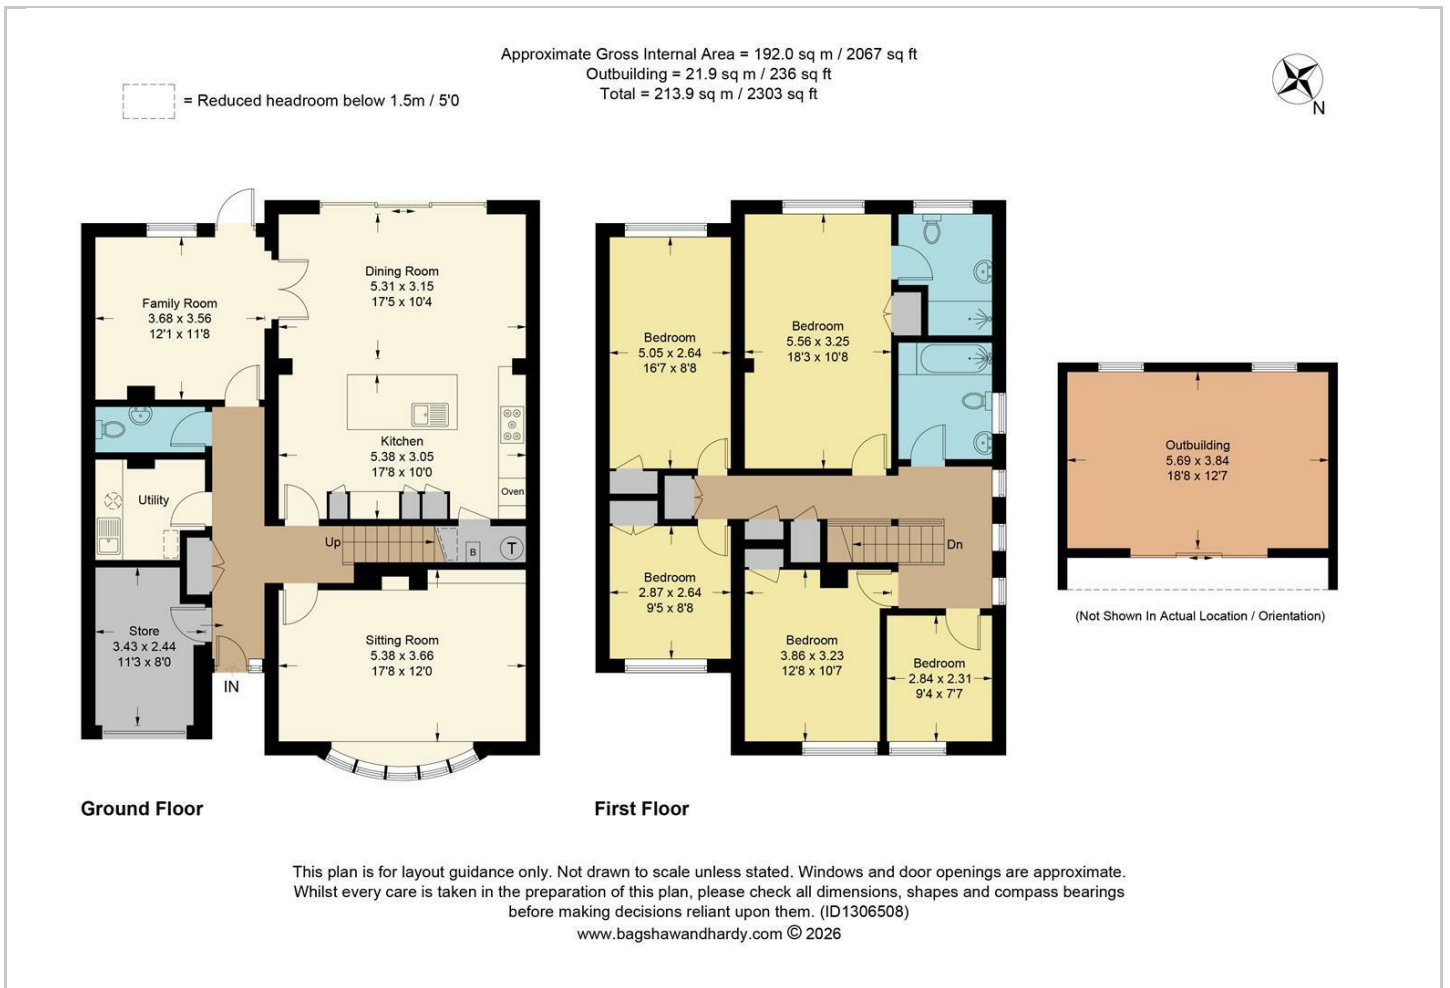 Approximate Gross Internal Area = 192.0 sq m / 2067 sq ft
Outbuilding = 21.9 sq m / 236 sq ft
Total = 213.9 sq m / 2303 sq ft
= Reduced headroom below 1.5m / 5'0
N
Dining Room
5.31 x 3.15
17'5 x 10'4
Family Room
3.68 x 3.56
12'1 x 11'8
Kitchen
5.38 x 3.05
17'8 x 10'0
Oven
Utility
Up
B
T
Store
3.43 x 2.44
11'3 x 8'0
Sitting Room
5.38 x 3.66
17'8 x 12'0
IN
Ground Floor
Bedroom
5.05 x 2.64
16'7 x 8'8
Bedroom
5.56 x 3.25
18'3 x 10'8
Dn
Bedroom
2.87 x 2.64
9'5 x 8'8
Bedroom
3.86 x 3.23
12'8 x 10'7
Bedroom
2.84 x 2.31
9'4 x 7'7
First Floor
Outbuilding
5.69 x 3.84
18'8 x 12'7
(Not Shown In Actual Location / Orientation)
This plan is for layout guidance only. Not drawn to scale unless stated. Windows and door openings are approximate.
Whilst every care is taken in the preparation of this plan, please check all dimensions, shapes and compass bearings
before making decisions reliant upon them. (ID1306508)
www.bagshawandhardy.com © 2026